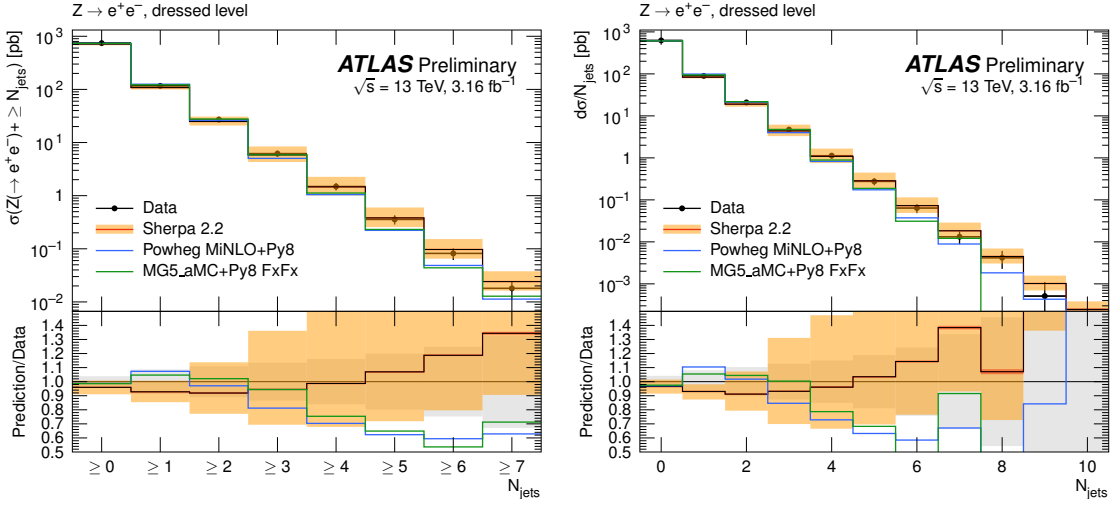 Z → e⁺e⁻, dressed level
σ(Z(→ e⁺e⁻) + ≥ N_jets) [pb]
10³
10²
10
1
10⁻¹
10⁻²
ATLAS Preliminary
√s = 13 TeV, 3.16 fb⁻¹
Data
Sherpa 2.2
Powheg MiNLO+Py8
MG5_aMC+Py8 FxFx
Prediction/Data
1.4
1.3
1.2
1.1
1.0
0.9
0.8
0.7
0.6
0.5
≥ 0 ≥ 1 ≥ 2 ≥ 3 ≥ 4 ≥ 5 ≥ 6 ≥ 7
N_jets
Z → e⁺e⁻, dressed level
dσ/N_jets [pb]
10³
10²
10
1
10⁻¹
10⁻²
10⁻³
ATLAS Preliminary
√s = 13 TeV, 3.16 fb⁻¹
Data
Sherpa 2.2
Powheg MiNLO+Py8
MG5_aMC+Py8 FxFx
Prediction/Data
1.4
1.3
1.2
1.1
1.0
0.9
0.8
0.7
0.6
0.5
0 2 4 6 8 10
N_jets